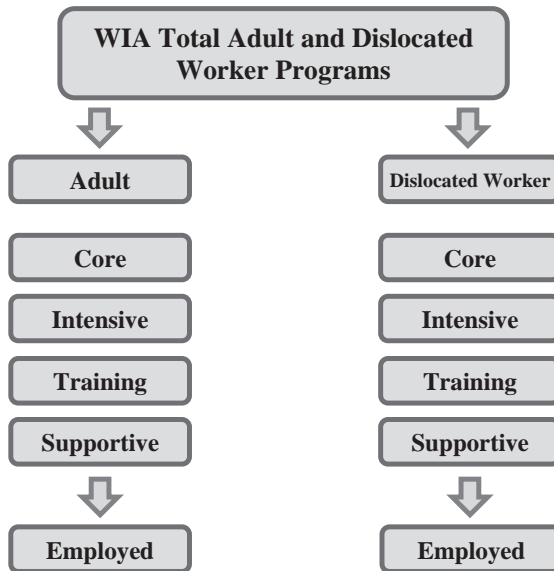 WIA Total Adult and Dislocated
Worker Programs
Adult
Dislocated Worker
Core
Core
Intensive
Intensive
Training
Training
Supportive
Supportive
Employed
Employed